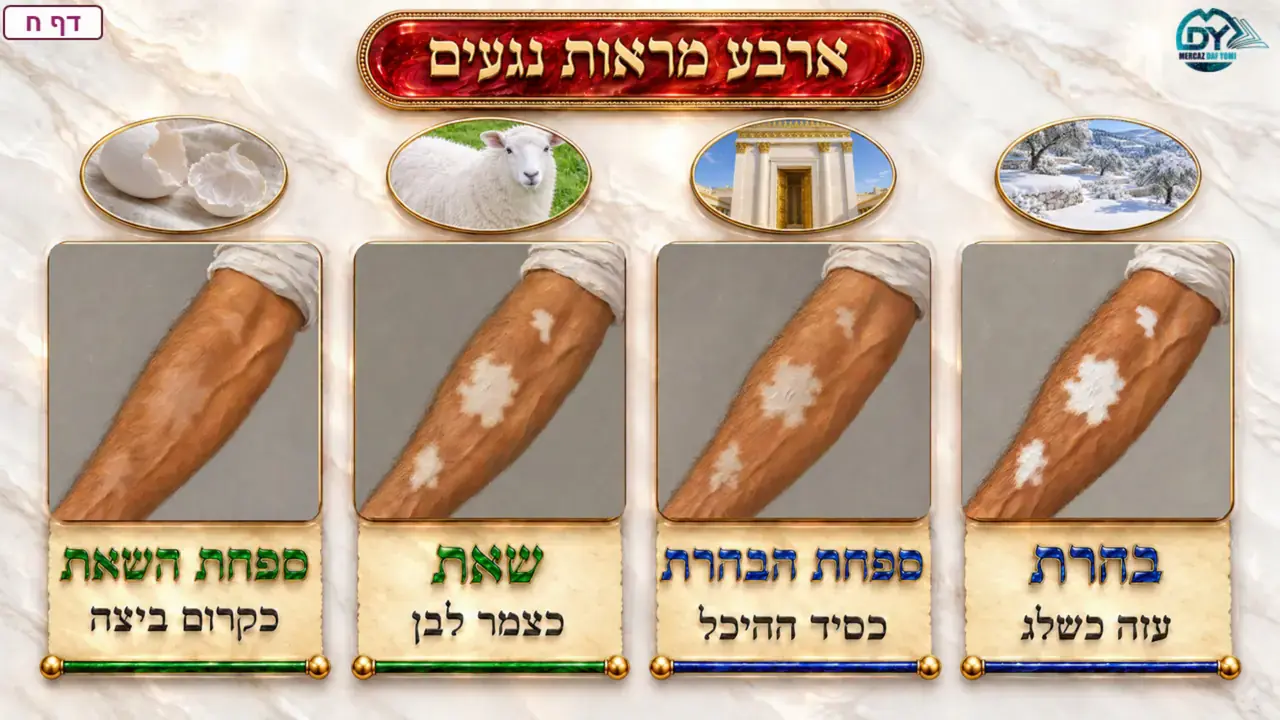 דף ח
ארבע מראות נגעים
DY
MERCAZ DAF YOMI
בהרת
עזה כשלג
ספחת הבהרת
כסיד ההיכל
שאת
כצמר לבן
ספחת השאת
כקרום ביצה